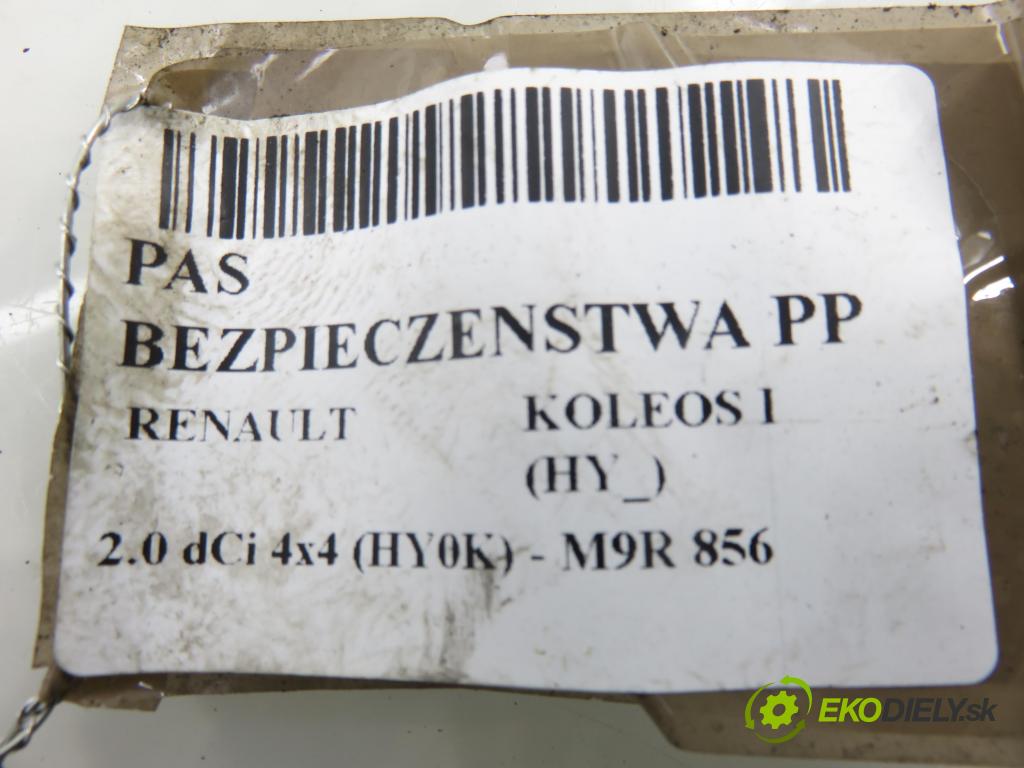 PAS
BEZPIECZENSTWA PP
RENAULT KOLEOS I
(HY_)
2.0 dCi 4x4 (HY0K) - M9R 856
EKODIELY.sk